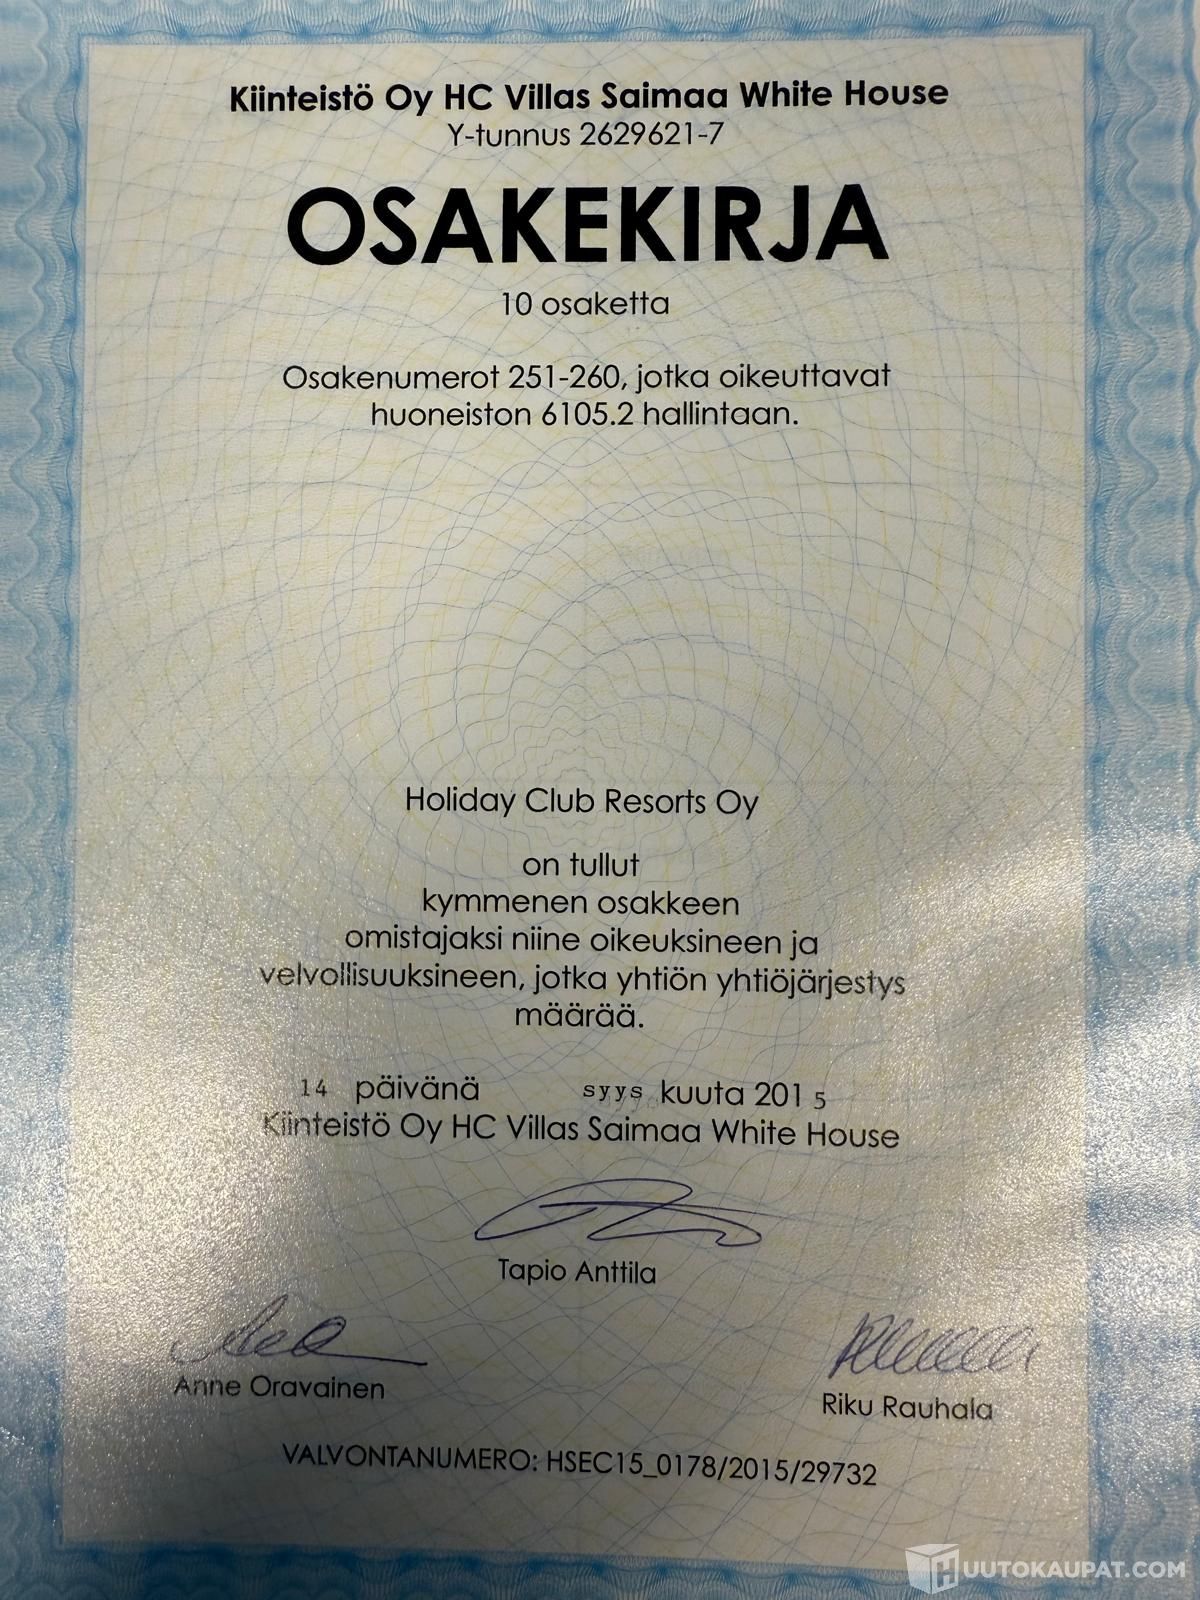 Kiinteistö Oy HC Villas Saimaa White House
Y-tunnus 2629621-7
OSAKEKIRJA
10 osaketta
Osakenumerot 251-260, jotka oikeuttavat
huoneiston 6105.2 hallintaan.
Holiday Club Resorts Oy
on tullut
kymmenen osakkeen
omistajaksi niine oikeuksineen ja
velvollisuuksineen, jotka yhtiön yhtiöjärjestys
määrää.
14 päivänä syys kuuta 2015
Kiinteistö Oy HC Villas Saimaa White House
Tapio Anttila
Anne Oravainen
Riku Rauhala
VALVONTANUMERO: HSEC15_0178/2015/29732
HUUTOKAUPAT.COM